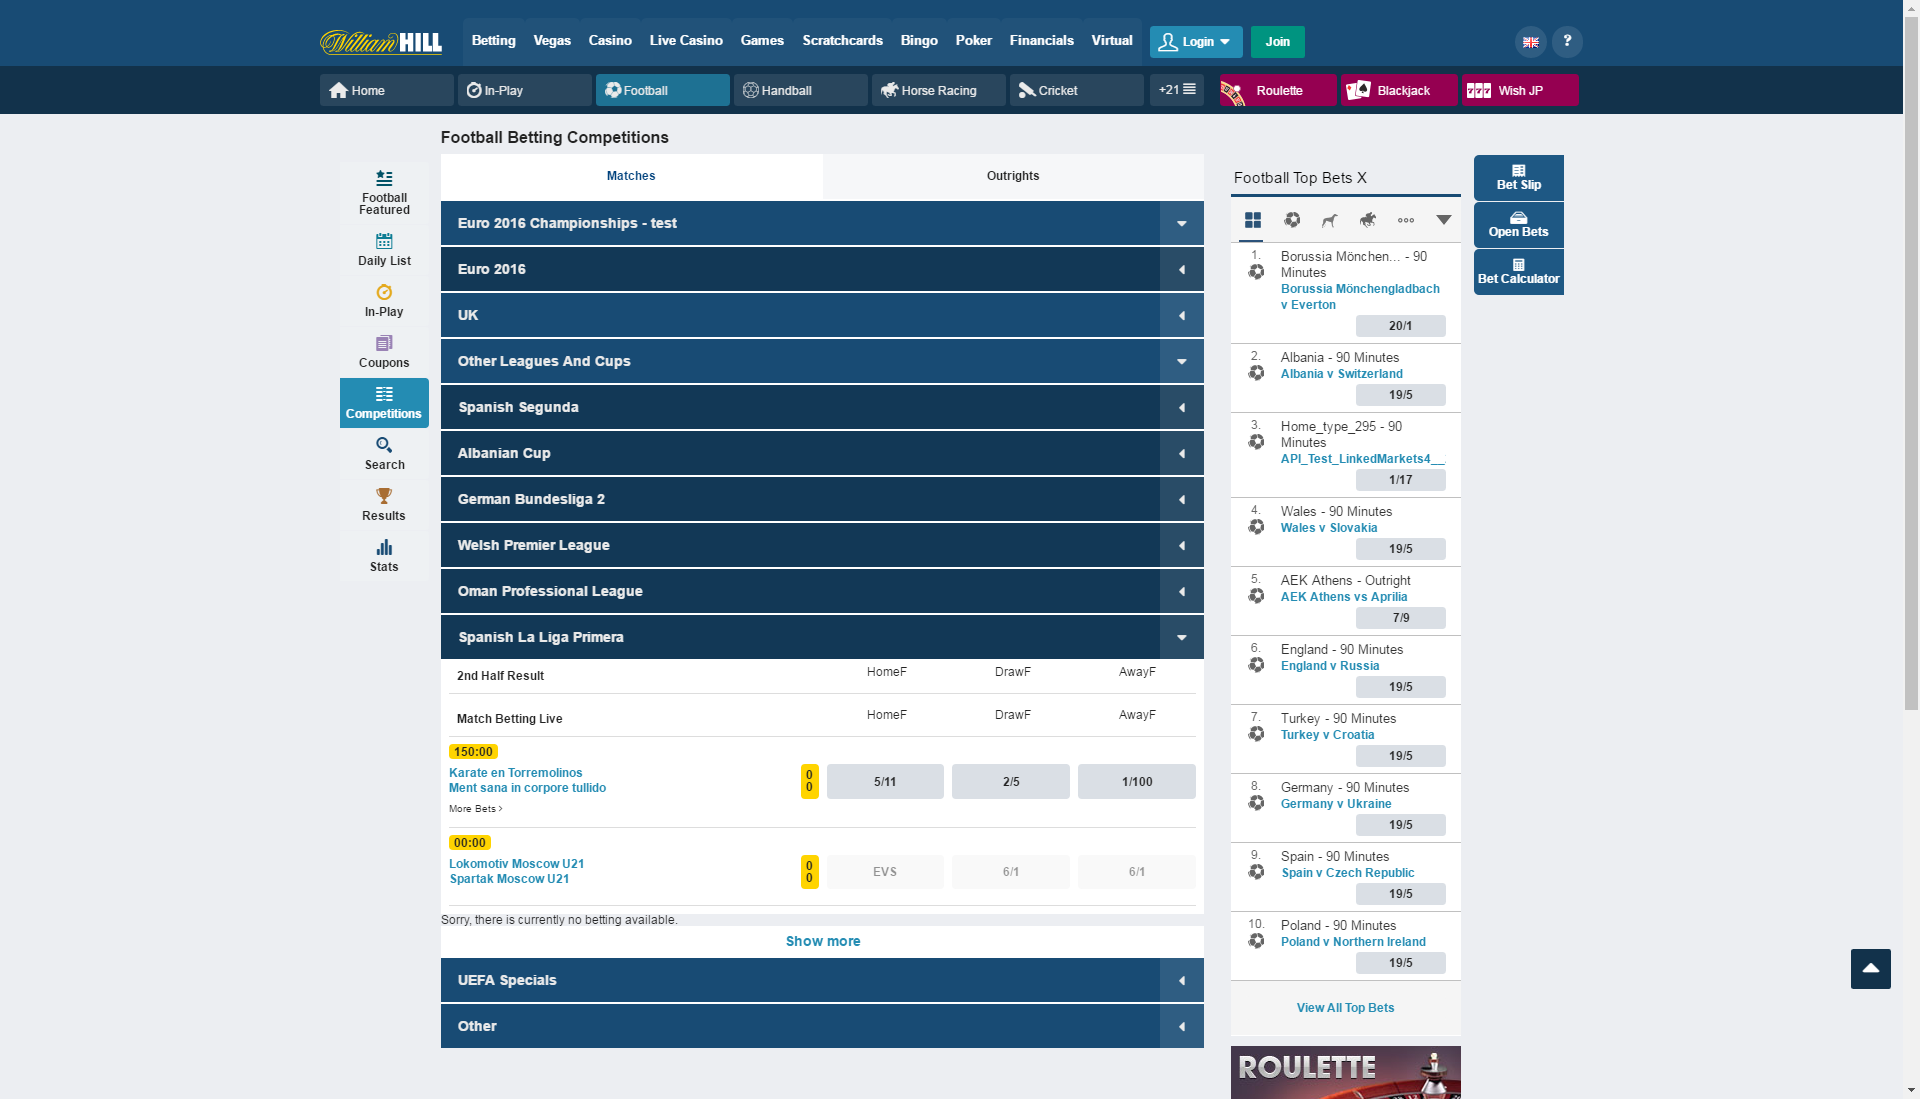 William HILL
Betting
Vegas
Casino
Live Casino
Games
Scratchcards
Bingo
Poker
Financials
Virtual
Login
Join
?
Home
In-Play
Football
Handball
Horse Racing
Cricket
+21
Roulette
Blackjack
777
Wish JP
Football Betting Competitions
Football
Featured
Daily List
In-Play
Coupons
Competitions
Search
Results
Stats
Matches
Outrights
Euro 2016 Championships - test
Euro 2016
UK
Other Leagues And Cups
Spanish Segunda
Albanian Cup
German Bundesliga 2
Welsh Premier League
Oman Professional League
Spanish La Liga Primera
2nd Half Result
HomeF
DrawF
AwayF
Match Betting Live
HomeF
DrawF
AwayF
150:00
Karate en Torremolinos
Ment sana in corpore tullido
More Bets >
0
0
5/11
2/5
1/100
00:00
Lokomotiv Moscow U21
Spartak Moscow U21
0
0
EVS
6/1
6/1
Sorry, there is currently no betting available.
Show more
UEFA Specials
Other
Football Top Bets X
1.
Borussia Mönchen... - 90
Minutes
Borussia Mönchengladbach
v Everton
20/1
2.
Albania - 90 Minutes
Albania v Switzerland
19/5
3.
Home_type_295 - 90
Minutes
API_Test_LinkedMarkets4__
1/17
4.
Wales - 90 Minutes
Wales v Slovakia
19/5
5.
AEK Athens - Outright
AEK Athens vs Aprilia
7/9
6.
England - 90 Minutes
England v Russia
19/5
7.
Turkey - 90 Minutes
Turkey v Croatia
19/5
8.
Germany - 90 Minutes
Germany v Ukraine
19/5
9.
Spain - 90 Minutes
Spain v Czech Republic
19/5
10.
Poland - 90 Minutes
Poland v Northern Ireland
19/5
View All Top Bets
ROULETTE
Bet Slip
Open Bets
Bet Calculator